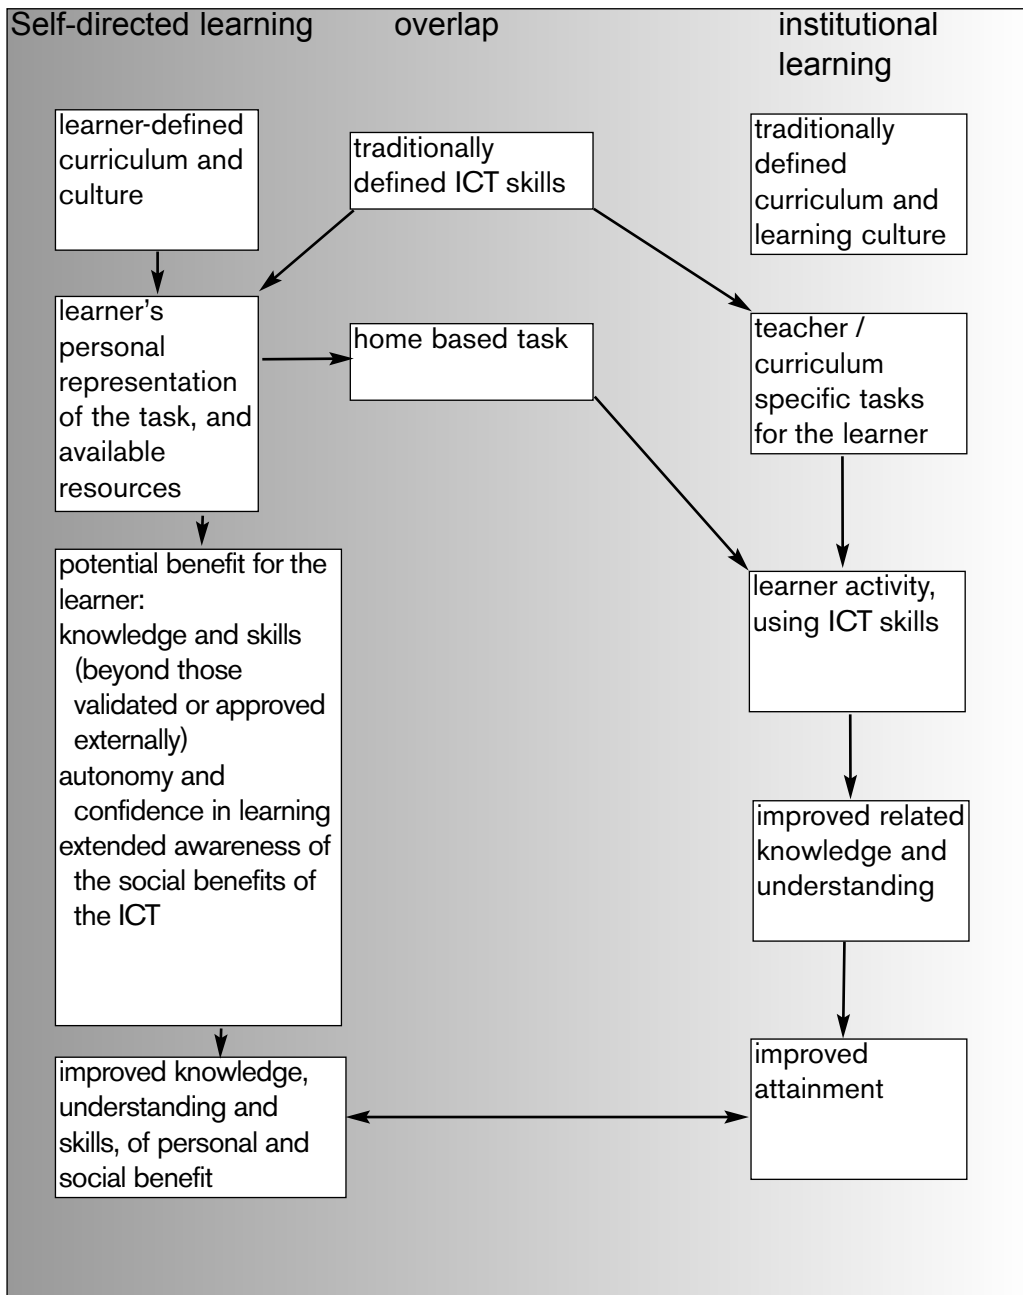 Self-directed learning
overlap
institutional
learning
learner-defined
curriculum and
culture
traditionally
defined ICT skills
traditionally
defined
curriculum and
learning culture
learner’s
personal
representation
of the task, and
available
resources
home based task
teacher /
curriculum
specific tasks
for the learner
potential benefit for the
learner:
knowledge and skills
(beyond those
validated or approved
externally)
autonomy and
confidence in learning
extended awareness of
the social benefits of
the ICT
learner activity,
using ICT skills
improved related
knowledge and
understanding
improved knowledge,
understanding and
skills, of personal and
social benefit
improved
attainment